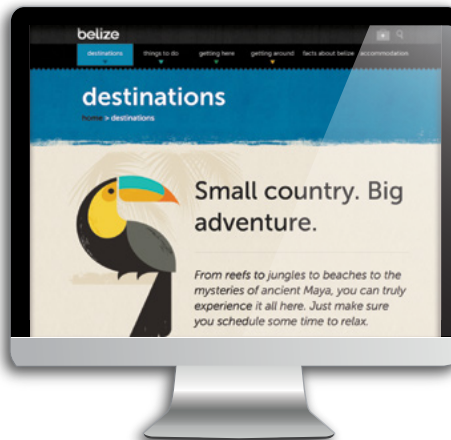 belize
destinations things to do getting here getting around facts about belize accommodation
destinations
home > destinations
Small country. Big
adventure.
From reefs to jungles to beaches to the
mysteries of ancient Maya, you can truly
experience it all here. Just make sure
you schedule some time to relax.